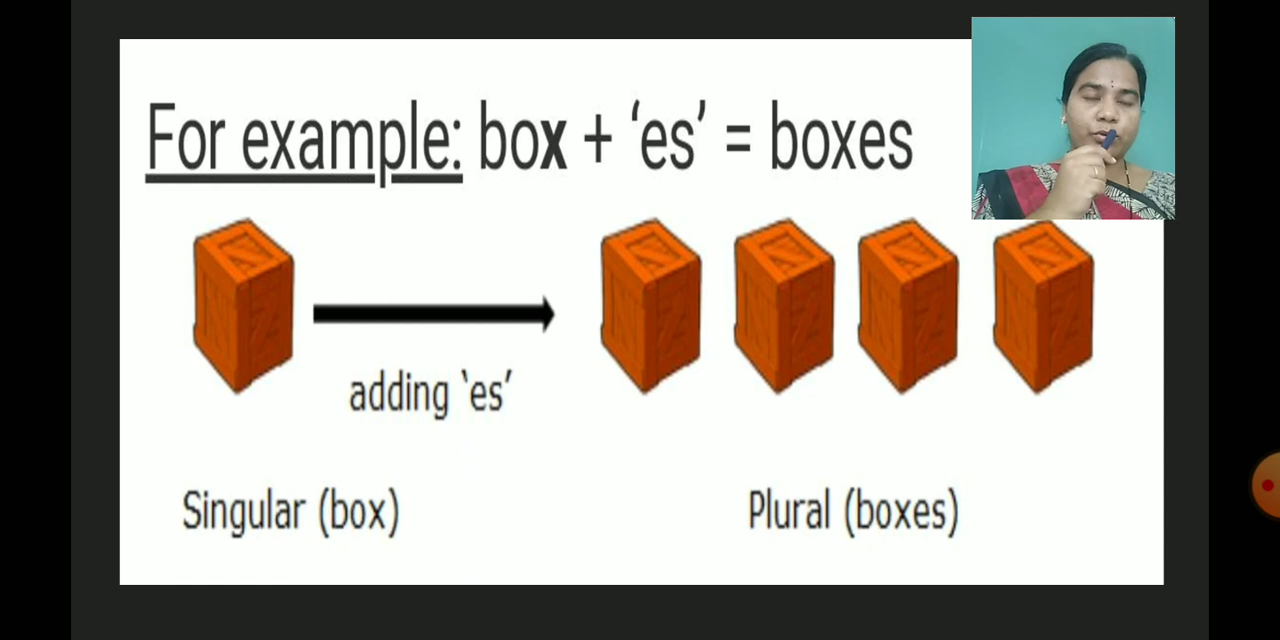 For example: box + ‘es’ = boxes
adding ‘es’
Singular (box)
Plural (boxes)